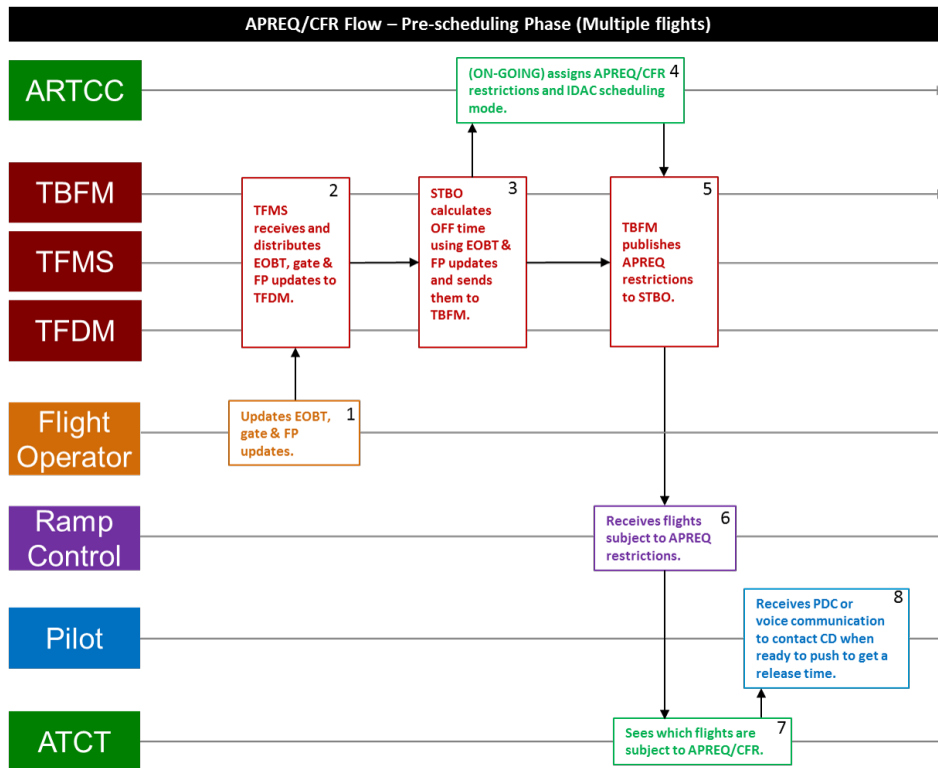 APREQ/CFR Flow – Pre-scheduling Phase (Multiple flights)
ARTCC
(ON-GOING) assigns APREQ/CFR
restrictions and IDAC scheduling
mode.
4
TBFM
TFMS
TFDM
2
TFMS
receives and
distributes
EOBT, gate &
FP updates to
TFDM.
3
STBO
calculates
OFF time
using EOBT &
FP updates
and sends
them to
TBFM.
5
TBFM
publishes
APREQ
restrictions
to STBO.
Flight
Operator
Updates EOBT,
gate & FP
updates.
1
Ramp
Control
Receives flights
subject to APREQ
restrictions.
6
Pilot
Receives PDC or
voice communication
to contact CD when
ready to push to get a
release time.
8
ATCT
Sees which flights are
subject to APREQ/CFR.
7